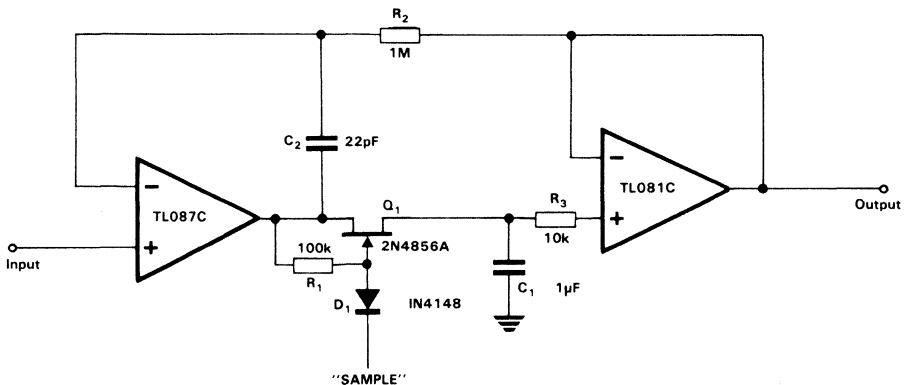 R2
1M
C2
22pF
−
TL087C
+
Input
Q1
2N4856A
100k
R1
D1
IN4148
"SAMPLE"
R3
10k
C1
1µF
−
TL081C
+
Output